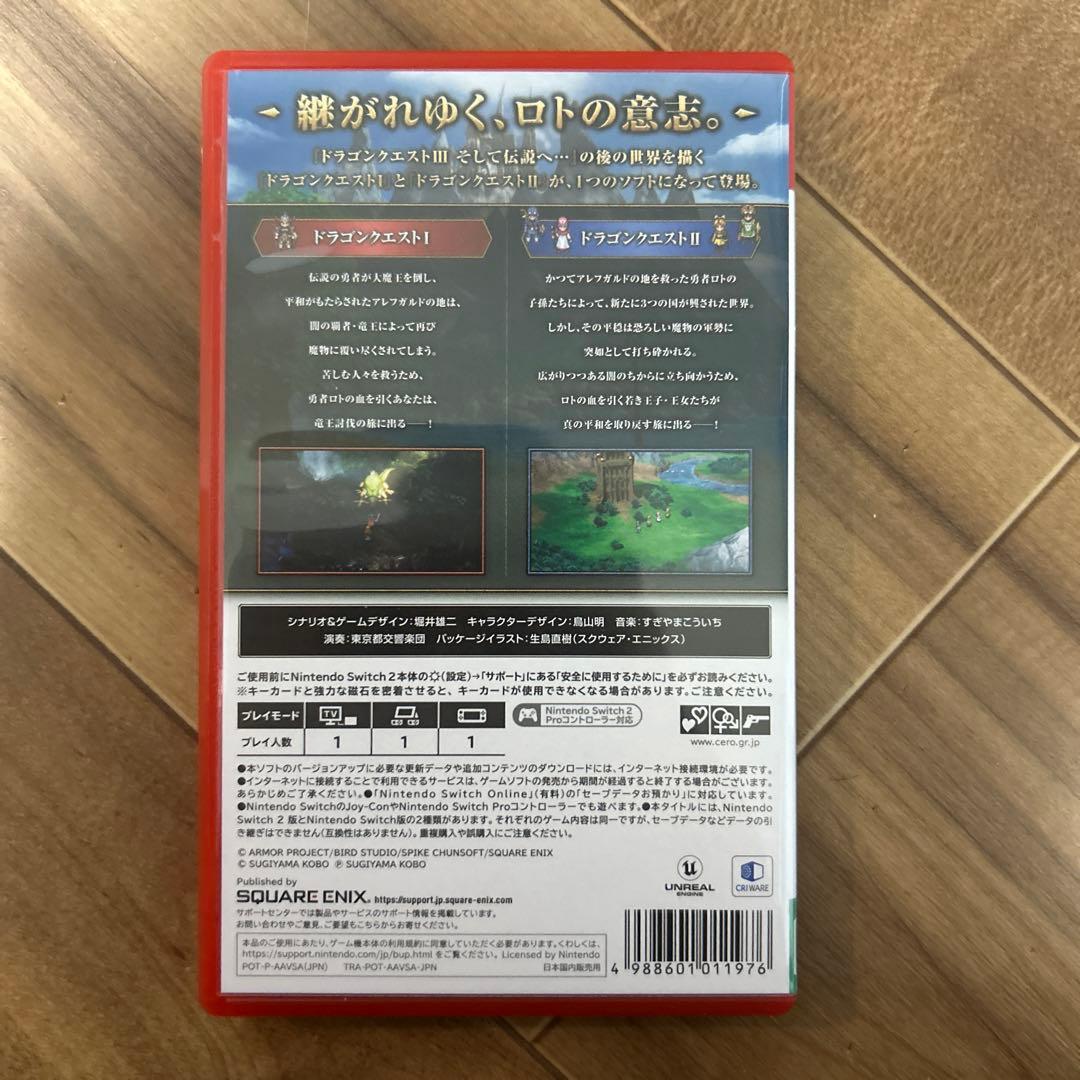 継がれゆく、ロトの意志。
「ドラゴンクエストIII そして伝説へ…」の後の世界を描く
「ドラゴンクエストI」と「ドラゴンクエストII」が、1つのソフトになって登場。
ドラゴンクエストI
伝説の勇者が大魔王を倒し、
平和がもたらされたアレフガルドの地は、
闇の覇者・竜王によって再び
魔物に覆い尽くされてしまう。
苦しむ人々を救うため、
勇者ロトの血を引くあなたは、
竜王討伐の旅に出る──！
ドラゴンクエストII
かつてアレフガルドの地を救った勇者ロトの
子孫たちによって、新たに3つの国が興された世界。
しかし、その平穏は恐ろしい魔物の軍勢に
突如として打ち砕かれる。
広がりつつある闇のちからに立ち向かうため、
ロトの血を引く若き王子・王女たちが
真の平和を取り戻す旅に出る──！
シナリオ&ゲームデザイン：堀井雄二 キャラクターデザイン：鳥山明 音楽：すぎやまこういち
演奏：東京都交響楽団 パッケージイラスト：生島直樹（スクウェア・エニックス）
ご使用前にNintendo Switch 2本体の（設定）→「サポート」にある「安全に使用するために」を必ずお読みください。
※キーカードと強力な磁石を密着させると、キーカードが使用できなくなる場合があります。ご注意ください。
プレイモード TV Nintendo Switch 2
Proコントローラー対応
プレイ人数 1 1 1 www.cero.gr.jp
●本ソフトのバージョンアップに必要な更新データや追加コンテンツのダウンロードには、インターネット接続環境が必要です。
●インターネットに接続することで利用できるサービスは、ゲームソフトの発売から期間が経過すると終了する場合がございます。
あらかじめご了承ください。●「Nintendo Switch Online」（有料）の「セーブデータお預かり」に対応しています。
●Nintendo SwitchのJoy-ConやNintendo Switch Proコントローラーでも遊べます。●本タイトルには、Nintendo
Switch 2 版とNintendo Switch版の2種類があります。それぞれのゲーム内容は同一ですが、セーブデータなどデータの引
き継ぎはできません（互換性はありません）。重複購入や誤購入にご注意ください。
© ARMOR PROJECT/BIRD STUDIO/SPIKE CHUNSOFT/SQUARE ENIX
© SUGIYAMA KOBO ℗ SUGIYAMA KOBO
Published by
SQUARE ENIX. https://support.jp.square-enix.com
サポートセンターでは製品やサービスのサポート情報を掲載しています。
お問い合わせやご意見、ご要望もこちらからお寄せください。
UNREAL
ENGINE
CRIWARE
本品のご使用にあたり、ゲーム機本体の利用規約に同意していただく必要があります。くわしくは、
https://support.nintendo.com/jp/bup.html をご覧ください。 Licensed by Nintendo
POT-P-AAVSA(JPN) TRA-POT-AAVSA-JPN 日本国内販売用
4 988601 011976